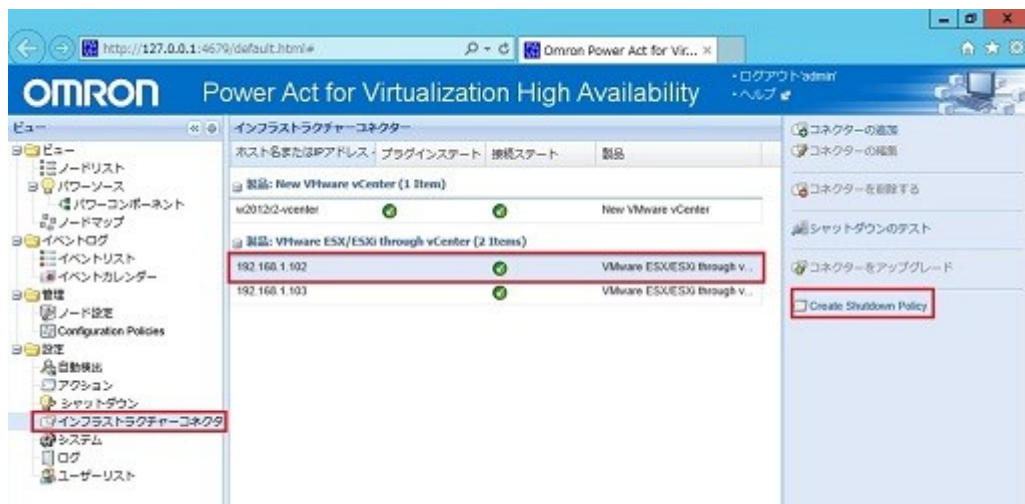 http://127.0.0.1:4679/default.html#
Omron Power Act for Vir...
OMRON
Power Act for Virtualization High Availability
・ログアウト'admin'
・ヘルプ
ビュー
インフラストラクチャーコネクター
ホスト名またはIPアドレス
プラグインステート
接続ステート
製品
製品: New VMware vCenter (1 Item)
w2012r2-vcenter
New VMware vCenter
製品: VMware ESX/ESXi through vCenter (2 Items)
192.168.1.102
VMware ESX/ESXi through v...
192.168.1.103
VMware ESX/ESXi through v...
ビュー
ノードリスト
パワーソース
パワーコンポーネント
ノードマップ
イベントログ
イベントリスト
イベントカレンダー
管理
ノード設定
Configuration Policies
設定
自動検出
アクション
シャットダウン
インフラストラクチャーコネクタ
システム
ログ
ユーザーリスト
コネクターの追加
コネクターの編集
コネクターを削除する
シャットダウンのテスト
コネクターをアップグレード
Create Shutdown Policy